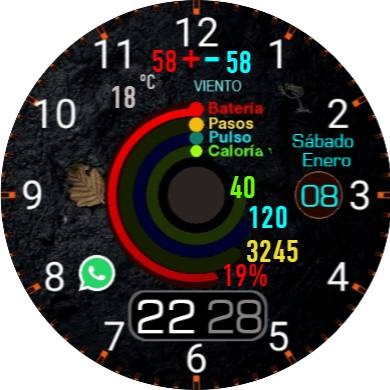 12
11
1
58 + - 58
°C
18
VIENTO
10
2
Batería
Pasos
Pulso
Caloría
Sábado
Enero
9
40
08
3
120
3245
8
19%
4
22 28
7
5
6